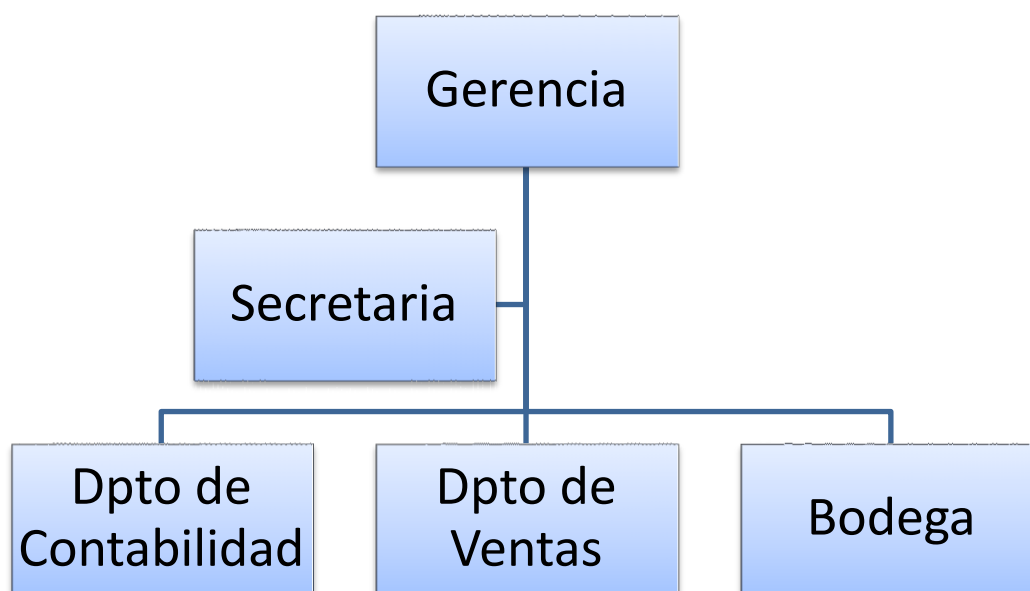 Gerencia
Secretaria
Dpto de
Contabilidad
Dpto de
Ventas
Bodega